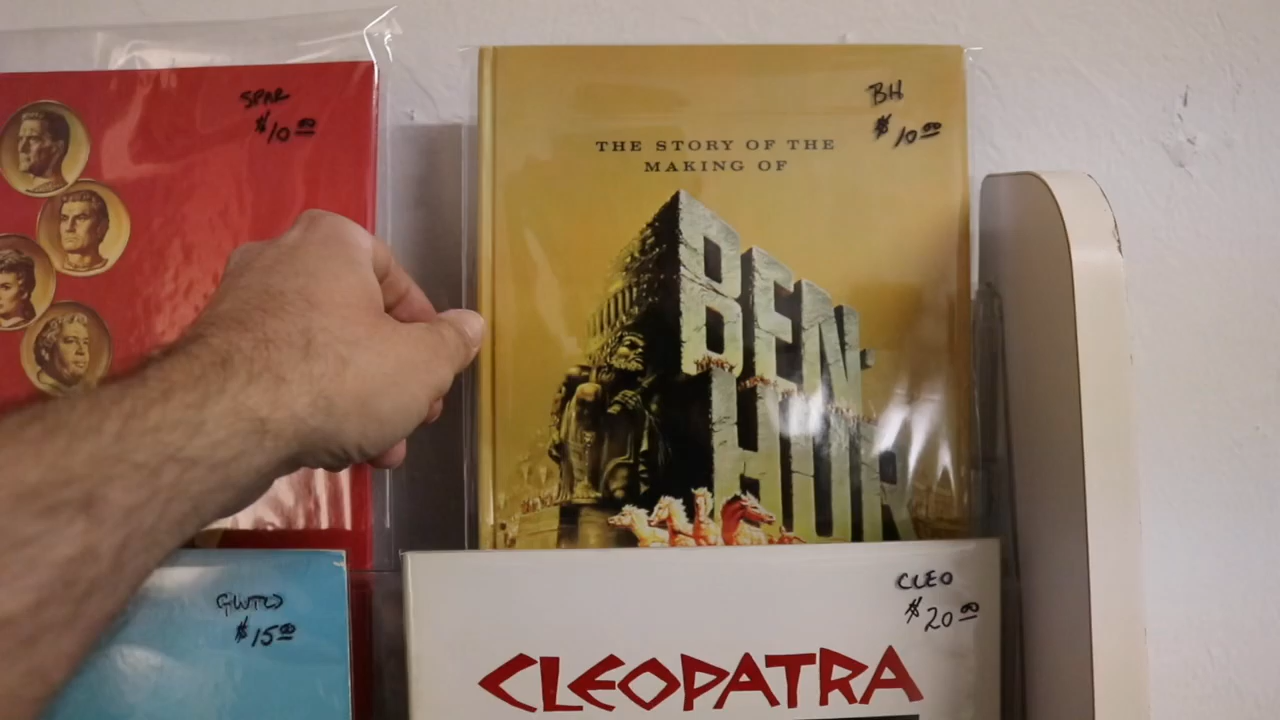 SPAR
$10.00
BH
$10.00
THE STORY OF THE
MAKING OF
BEN-
HUR
GWTW
$15.00
CLEO
$20.00
CLEOPATRA